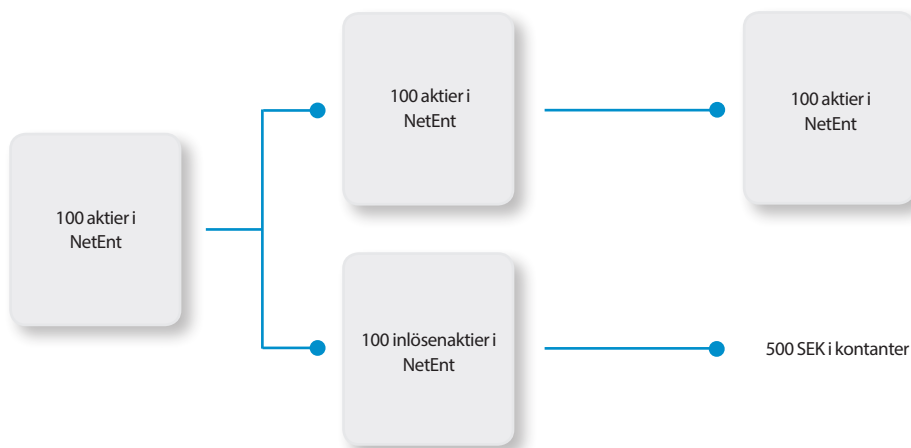 100 aktier i
NetEnt
100 aktier i
NetEnt
100 aktier i
NetEnt
100 inlösenaktier i
NetEnt
500 SEK i kontanter